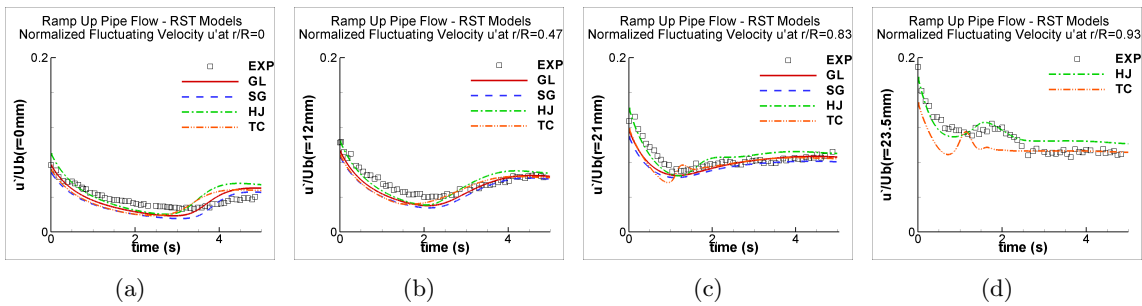 Ramp Up Pipe Flow - RST Models
Normalized Fluctuating Velocity u'at r/R=0
0.2
EXP
GL
SG
HJ
TC
u'/Ub(r=0mm)
0
0
2
4
time (s)
(a)
Ramp Up Pipe Flow - RST Models
Normalized Fluctuating Velocity u'at r/R=0.47
0.2
EXP
GL
SG
HJ
TC
u'/Ub(r=12mm)
0
0
2
4
time (s)
(b)
Ramp Up Pipe Flow - RST Models
Normalized Fluctuating Velocity u'at r/R=0.83
0.2
EXP
GL
SG
HJ
TC
u'/Ub(r=21mm)
0
0
2
4
time (s)
(c)
Ramp Up Pipe Flow - RST Models
Normalized Fluctuating Velocity u'at r/R=0.93
0.2
EXP
HJ
TC
u'/Ub(r=23.5mm)
0
0
2
4
time (s)
(d)